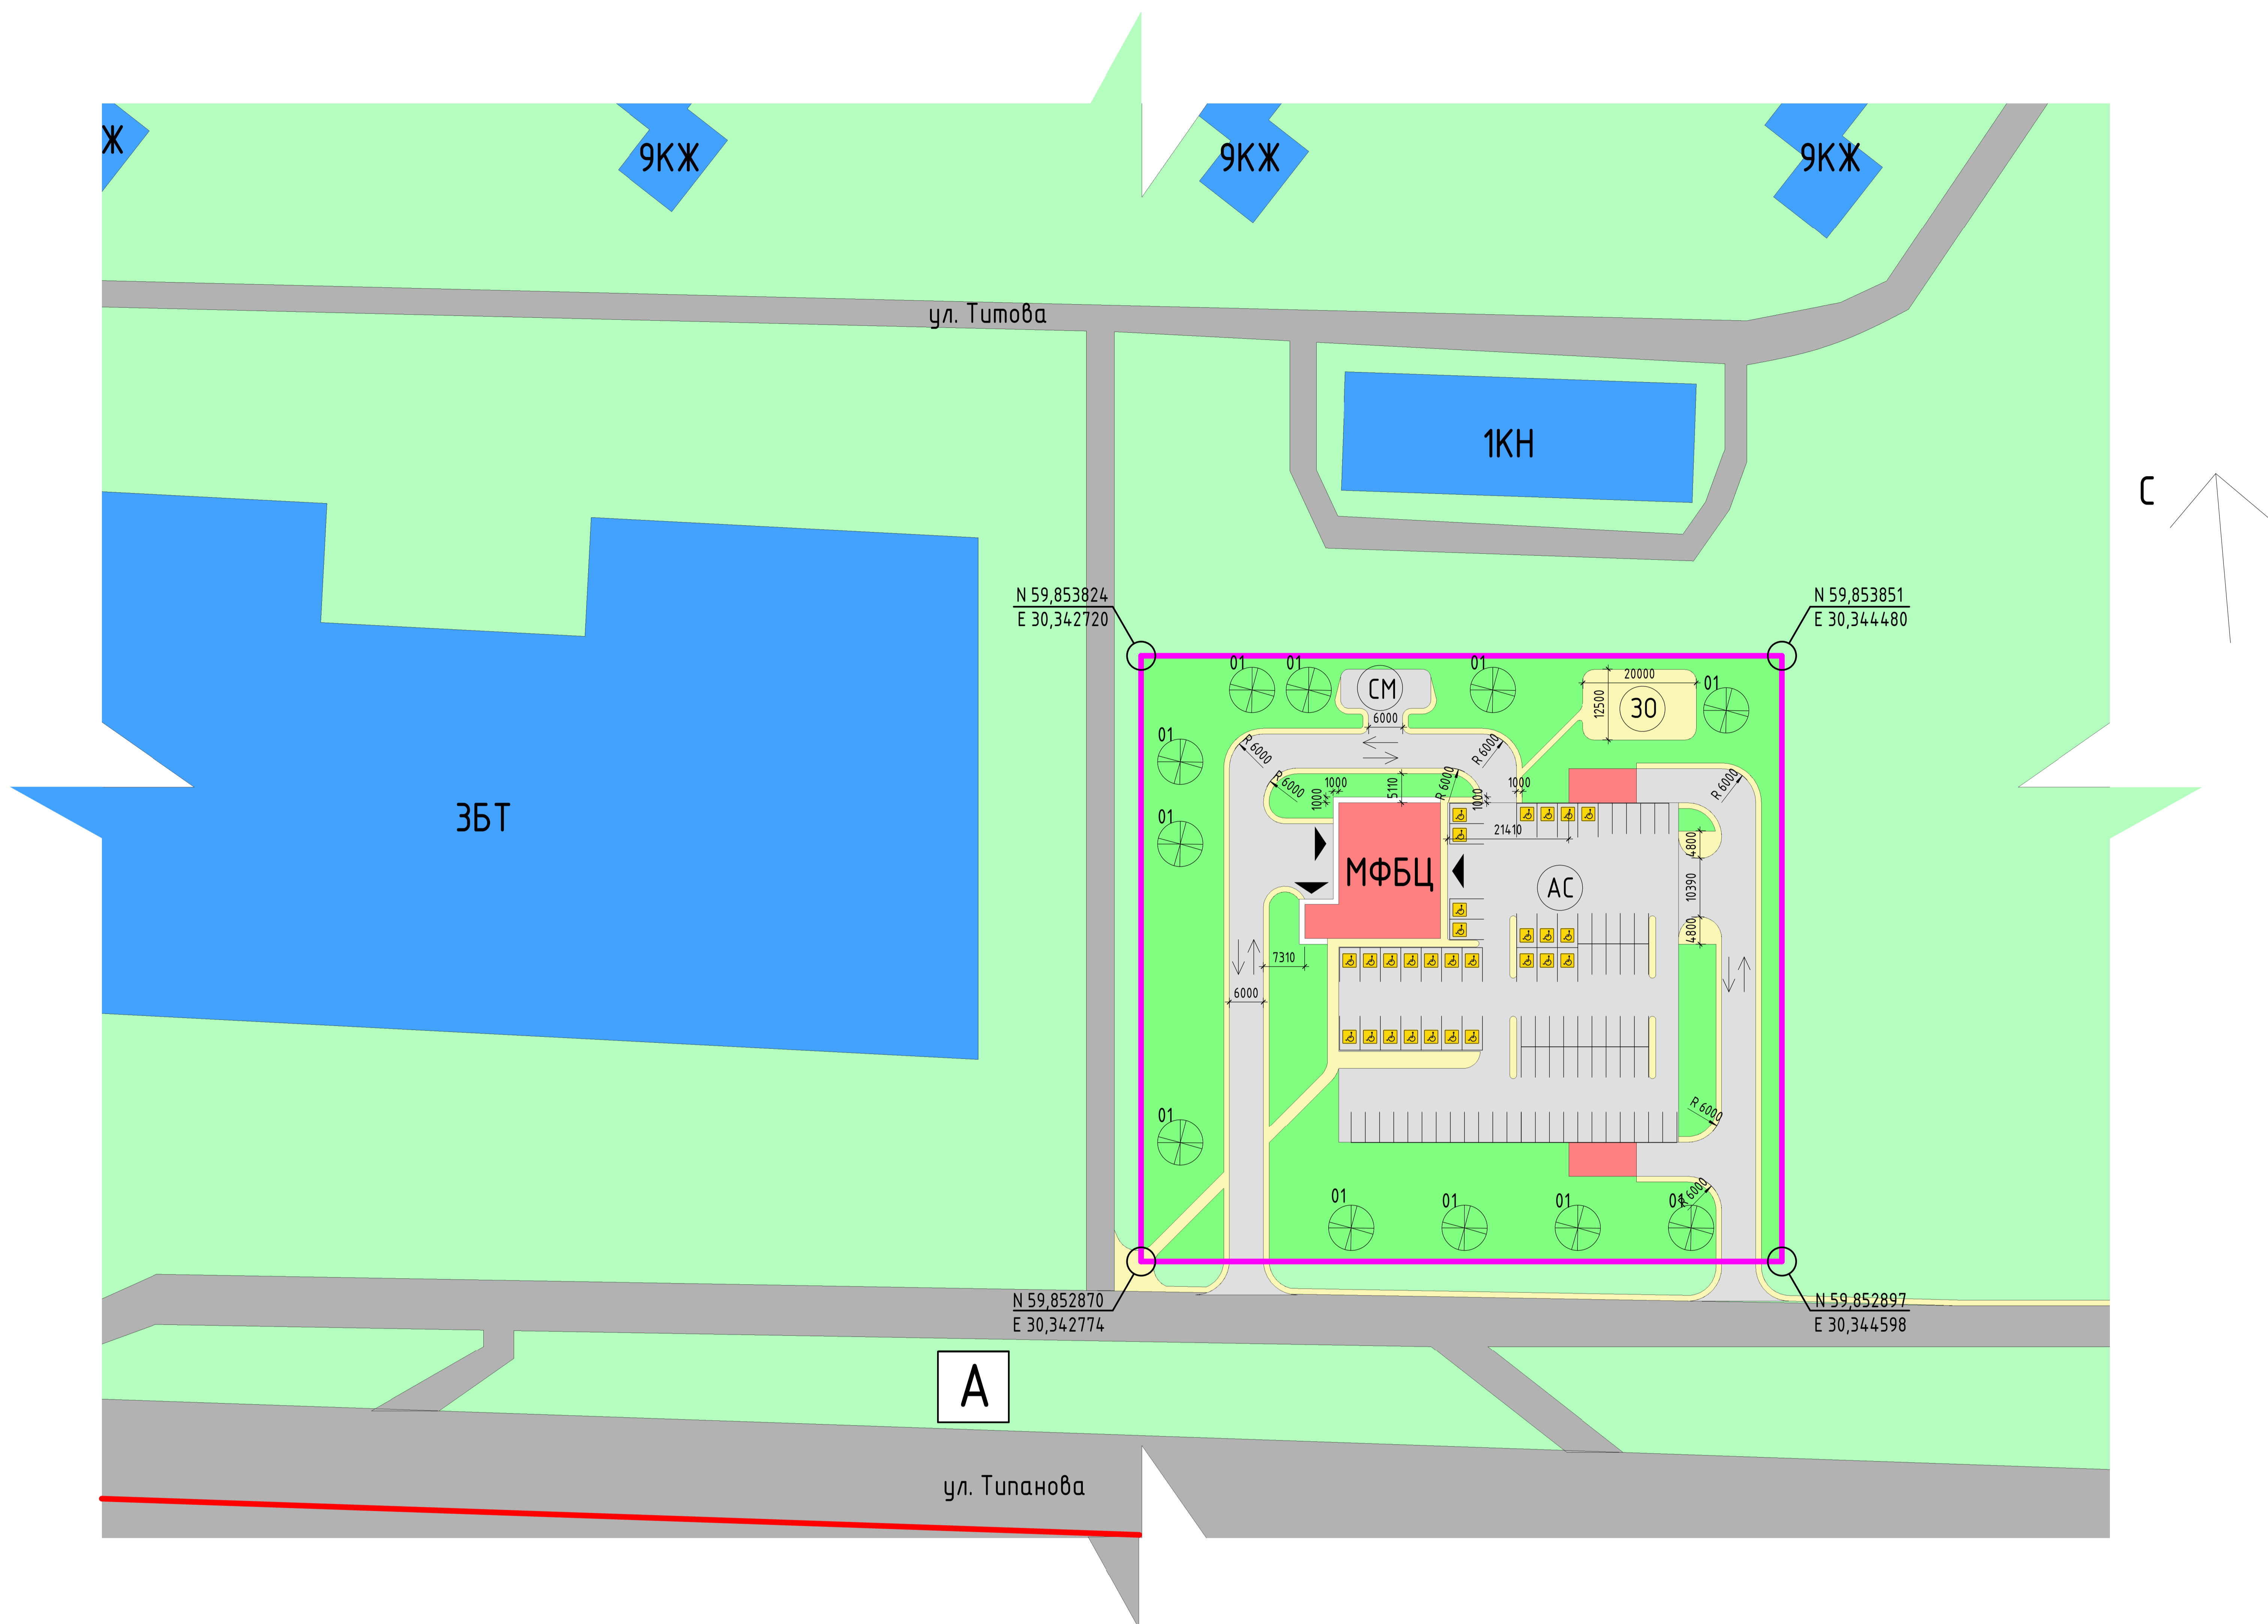 Ж
9КЖ
9КЖ
9КЖ
ул. Титова
1КН
С
N 59,853824
E 30,342720
N 59,853851
E 30,344480
01
01
01
01
СМ
20000
12500
ЗО
6000
01
R 6000
R 6000
R 6000
R 6000
R 6000
1000
1000
5110
1000
1000
01
21410
4800
МФБЦ
АС
10390
4800
ЗБТ
7310
6000
01
R 6000
R 6000
01
01
01
01
N 59,852870
E 30,342774
N 59,852897
E 30,344598
А
ул. Типанова